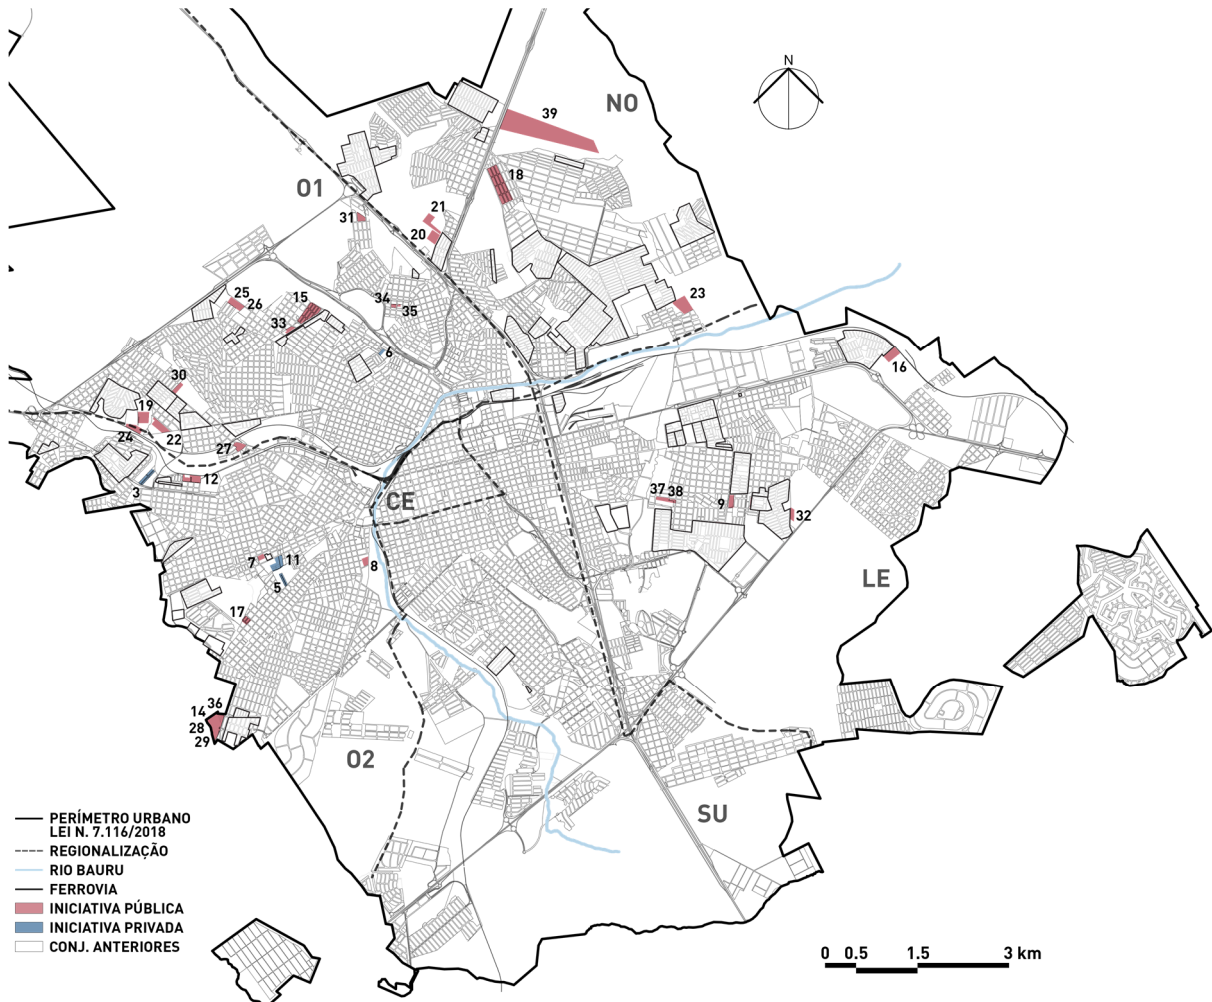 N
NO
39
18
O1
21
31
20
25
26
15
34
35
33
23
6
16
30
19
24
22
27
3
12
CE
37
38
9
32
7
11
8
5
LE
17
36
14
28
29
O2
SU
PERÍMETRO URBANO
LEI N. 7.116/2018
REGIONALIZAÇÃO
RIO BAURU
FERROVIA
INICIATIVA PÚBLICA
INICIATIVA PRIVADA
CONJ. ANTERIORES
0 0.5 1.5 3 km